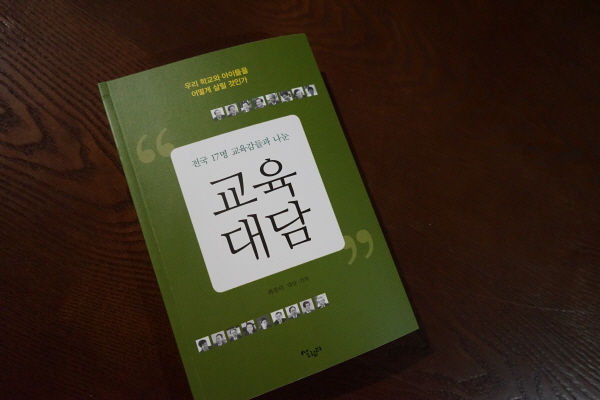 우리 학교와 아이들을
어떻게 살릴 것인가
전국 17명 교육감들과 나눈
“교육
대담”